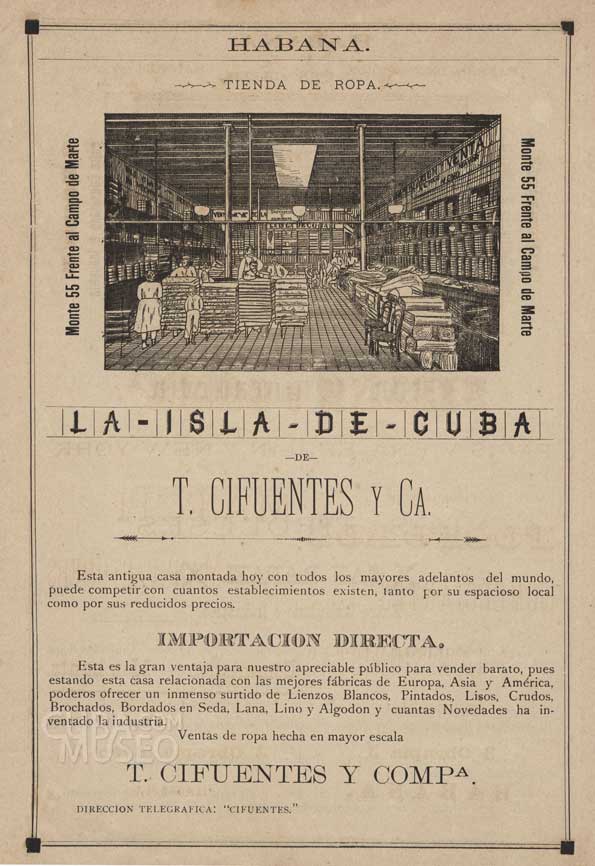 HABANA.
TIENDA DE ROPA.
Monte 55 Frente al Campo de Marte
Monte 55 Frente al Campo de Marte
VENTA
LA-ISLA-DE-CUBA
—DE—
T. CIFUENTES Y CA.
Esta antigua casa montada hoy con todos los mayores adelantos del mundo,
puede competir con cuantos establecimientos existen, tanto por su espacioso local
como por sus reducidos precios.
IMPORTACION DIRECTA.
Esta es la gran ventaja para nuestro apreciable público para vender barato, pues
estando esta casa relacionada con las mejores fábricas de Europa, Asia y América,
poderos ofrecer un inmenso surtido de Lienzos Blancos, Pintados, Lisos, Crudos,
Brochados, Bordados en Seda, Lana, Lino y Algodon y cuantas Novedades ha in-
ventado la industria.
Ventas de ropa hecha en mayor escala
MUSEO
T. CIFUENTES Y COMPA.
DIRECCION TELEGRAFICA: "CIFUENTES."